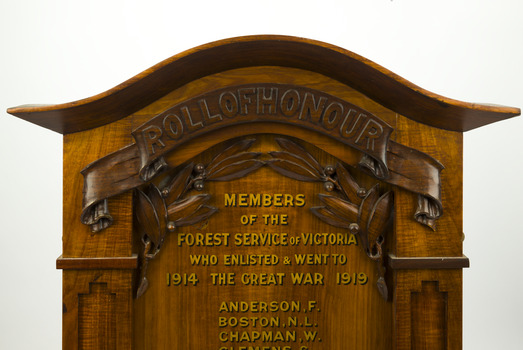 ROLL OF HONOUR
MEMBERS
OF THE
FOREST SERVICE OF VICTORIA
WHO ENLISTED & WENT TO
1914 THE GREAT WAR 1919
ANDERSON, F.
BOSTON, N.L.
CHAPMAN, W.
CLEMENS,